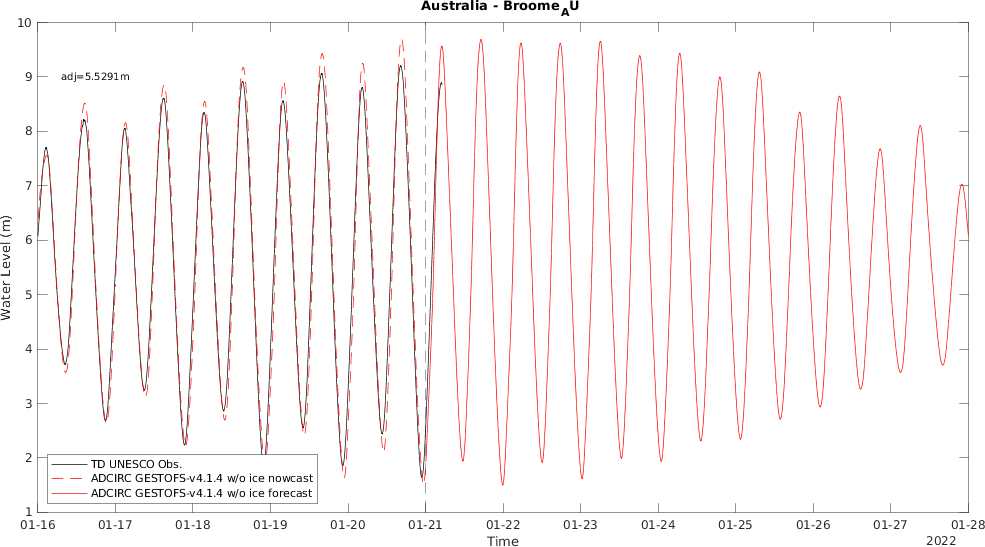 Australia - Broome_AU
10
9
8
7
6
5
4
3
2
1
Water Level (m)
adj=5.5291m
TD UNESCO Obs.
ADCIRC GESTOFS-v4.1.4 w/o ice nowcast
ADCIRC GESTOFS-v4.1.4 w/o ice forecast
01-16 01-17 01-18 01-19 01-20 01-21 01-22 01-23 01-24 01-25 01-26 01-27 01-28
Time
2022